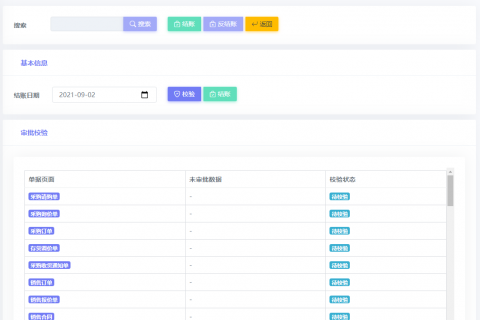 搜索 搜索 结账 反结账 返回
基本信息
结账日期 2021-09-02 校验 结账
审批校验
单据页面 未审批数据 校验状态
采购请购单 - 待校验
采购询价单 - 待校验
采购订单 - 待校验
存货调价单 - 待校验
采购收货通知单 - 待校验
销售订单 - 待校验
销售报价单 - 待校验
销售合同 - 待校验